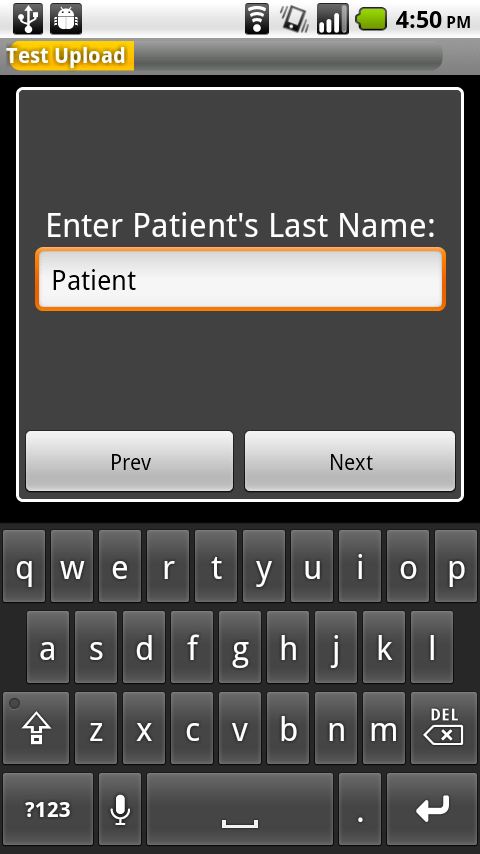 4:50 PM
Test Upload
Enter Patient's Last Name:
Patient
Prev Next
q w e r t y u i o p
a s d f g h j k l
z x c v b n m DEL
?123 .